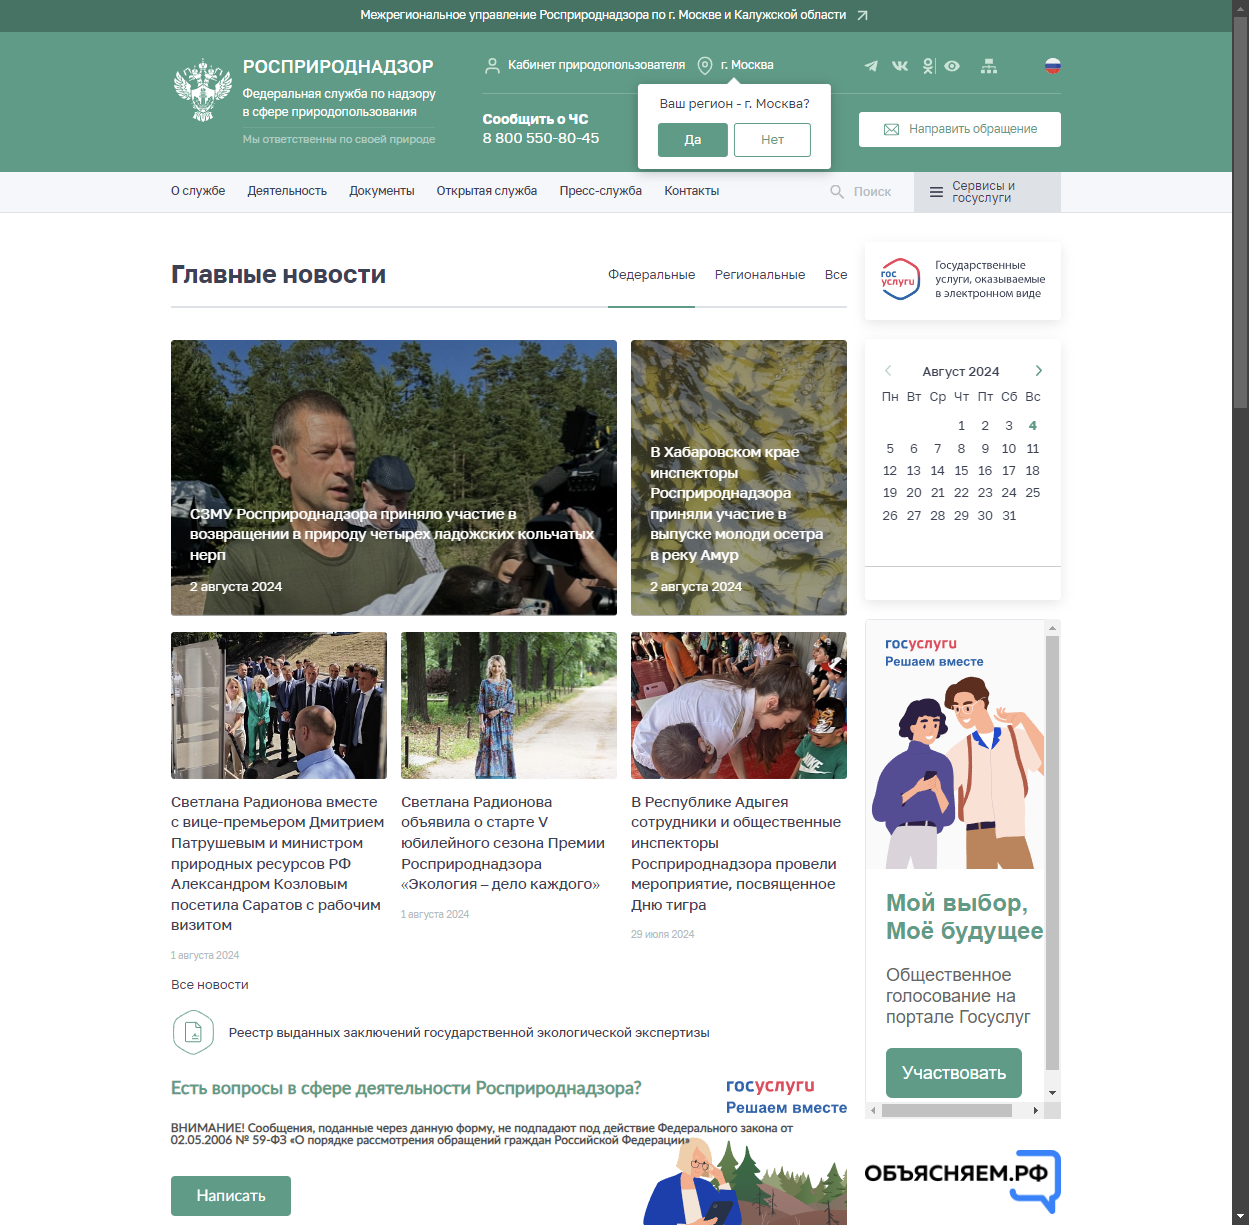 Межрегиональное управление Росприроднадзора по г. Москве и Калужской области
РОСПРИРОДНАДЗОР
Федеральная служба по надзору
в сфере природопользования
Мы ответственны по своей природе
Кабинет природопользователя
г. Москва
Сообщить о ЧС
8 800 550-80-45
Ваш регион - г. Москва?
Да
Нет
Направить обращение
О службе
Деятельность
Документы
Открытая служба
Пресс-служба
Контакты
Поиск
Сервисы и
госуслуги
Главные новости
Федеральные
Региональные
Все
СЗМУ Росприроднадзора приняло участие в
возвращении в природу четырех ладожских кольчатых
нерп
2 августа 2024
В Хабаровском крае
инспекторы
Росприроднадзора
приняли участие в
выпуске молоди осетра
в реку Амур
2 августа 2024
Светлана Радионова вместе
с вице-премьером Дмитрием
Патрушевым и министром
природных ресурсов РФ
Александром Козловым
посетила Саратов с рабочим
визитом
1 августа 2024
Светлана Радионова
объявила о старте V
юбилейного сезона Премии
Росприроднадзора
«Экология – дело каждого»
1 августа 2024
NIKE
В Республике Адыгея
сотрудники и общественные
инспекторы
Росприроднадзора провели
мероприятие, посвященное
Дню тигра
29 июля 2024
Все новости
Реестр выданных заключений государственной экологической экспертизы
Есть вопросы в сфере деятельности Росприроднадзора?
госуслуги
Решаем вместе
ВНИМАНИЕ! Сообщения, поданные через данную форму, не подпадают под действие Федерального закона от
02.05.2006 № 59-ФЗ «О порядке рассмотрения обращений граждан Российской Федерации»
Написать
гос
услуги
Государственные
услуги, оказываемые
в электронном виде
Август 2024
Пн Вт Ср Чт Пт Сб Вс
1 2 3 4
5 6 7 8 9 10 11
12 13 14 15 16 17 18
19 20 21 22 23 24 25
26 27 28 29 30 31
госуслуги
Решаем вместе
Мой выбор,
Моё будущее
Общественное
голосование на
портале Госуслуг
Участвовать
ОБЪЯСНЯЕМ.РФ